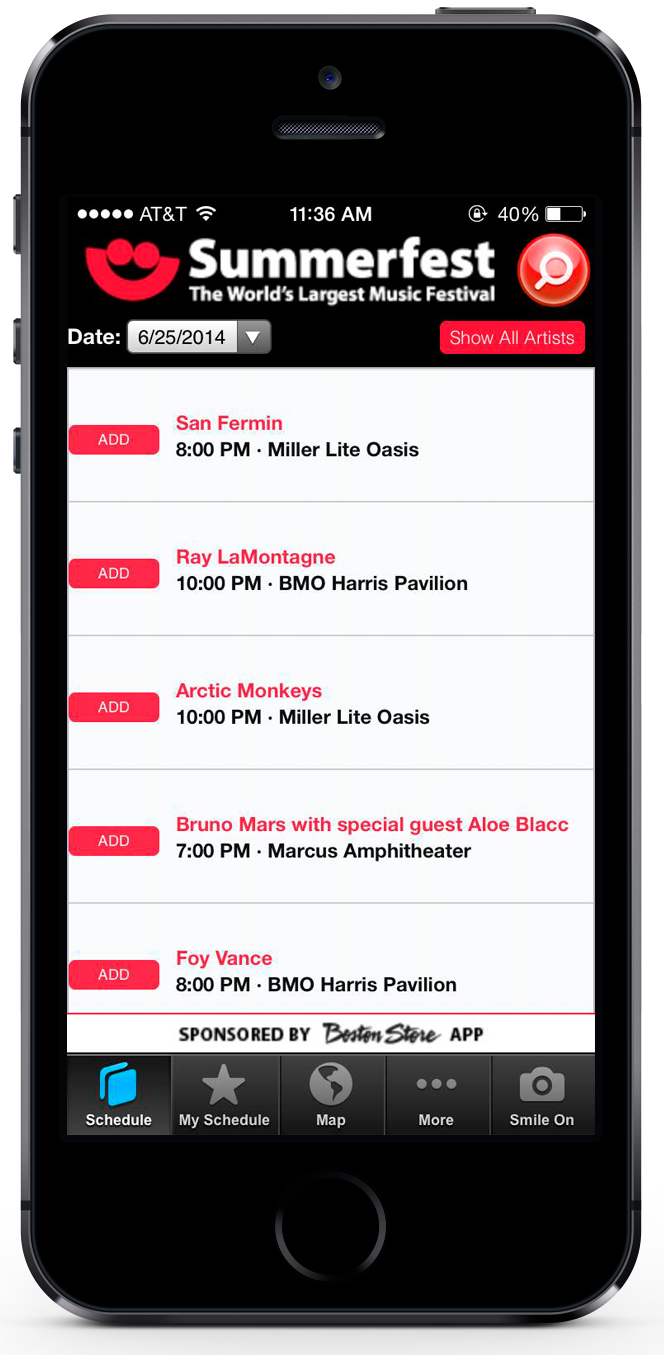 AT&T 11:36 AM 40%
Summerfest
The World's Largest Music Festival
Date: 6/25/2014 Show All Artists
ADD
San Fermin
8:00 PM · Miller Lite Oasis
ADD
Ray LaMontagne
10:00 PM · BMO Harris Pavilion
ADD
Arctic Monkeys
10:00 PM · Miller Lite Oasis
ADD
Bruno Mars with special guest Aloe Blacc
7:00 PM · Marcus Amphitheater
ADD
Foy Vance
8:00 PM · BMO Harris Pavilion
SPONSORED BY Boston Store APP
Schedule My Schedule Map More Smile On